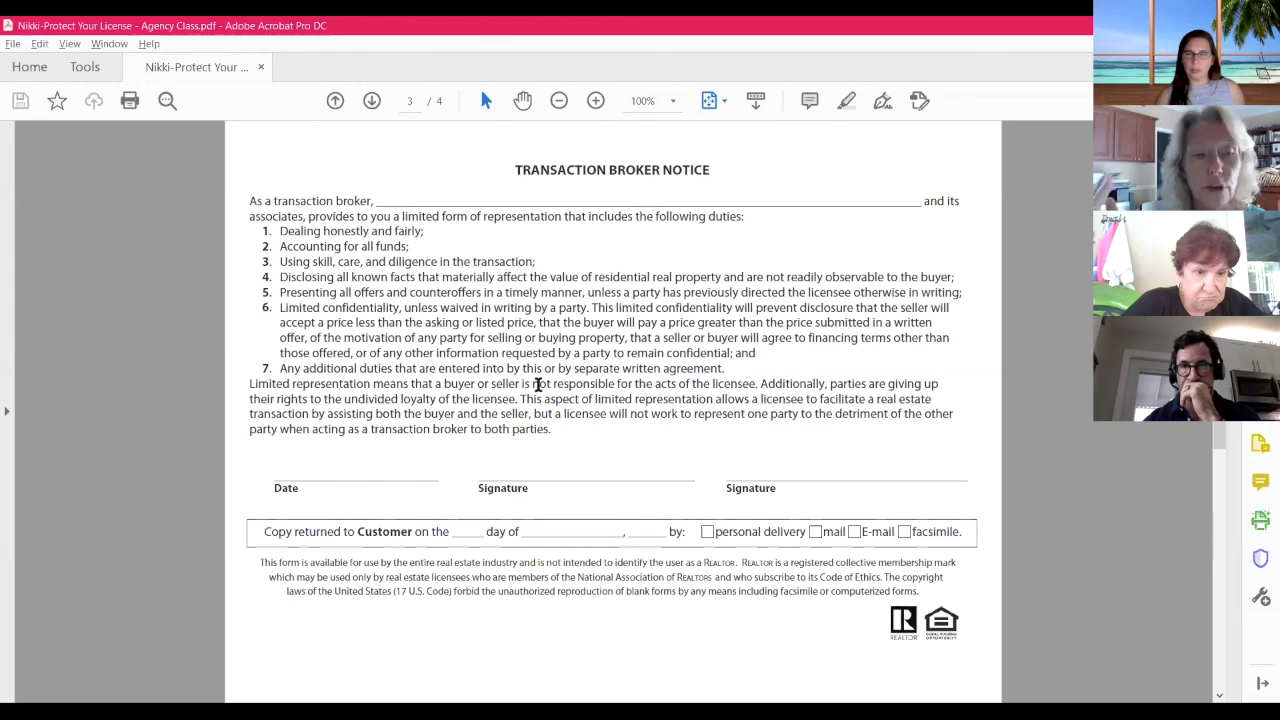 Nikki-Protect Your License - Agency Class.pdf - Adobe Acrobat Pro DC
File Edit View Window Help
Home Tools Nikki-Protect Your ... ×
3 / 4 100%
TRANSACTION BROKER NOTICE
As a transaction broker, ______ and its
associates, provides to you a limited form of representation that includes the following duties:
1. Dealing honestly and fairly;
2. Accounting for all funds;
3. Using skill, care, and diligence in the transaction;
4. Disclosing all known facts that materially affect the value of residential real property and are not readily observable to the buyer;
5. Presenting all offers and counteroffers in a timely manner, unless a party has previously directed the licensee otherwise in writing;
6. Limited confidentiality, unless waived in writing by a party. This limited confidentiality will prevent disclosure that the seller will
accept a price less than the asking or listed price, that the buyer will pay a price greater than the price submitted in a written
offer, of the motivation of any party for selling or buying property, that a seller or buyer will agree to financing terms other than
those offered, or of any other information requested by a party to remain confidential; and
7. Any additional duties that are entered into by this or by separate written agreement.
Limited representation means that a buyer or seller is not responsible for the acts of the licensee. Additionally, parties are giving up
their rights to the undivided loyalty of the licensee. This aspect of limited representation allows a licensee to facilitate a real estate
transaction by assisting both the buyer and the seller, but a licensee will not work to represent one party to the detriment of the other
party when acting as a transaction broker to both parties.
Date Signature Signature
Copy returned to Customer on the _____ day of ______________, _____ by: personal delivery mail E-mail facsimile.
This form is available for use by the entire real estate industry and is not intended to identify the user as a REALTOR. REALTOR is a registered collective membership mark
which may be used only by real estate licensees who are members of the National Association of REALTORS and who subscribe to its Code of Ethics. The copyright
laws of the United States (17 U.S. Code) forbid the unauthorized reproduction of blank forms by any means including facsimile or computerized forms.
REALTOR